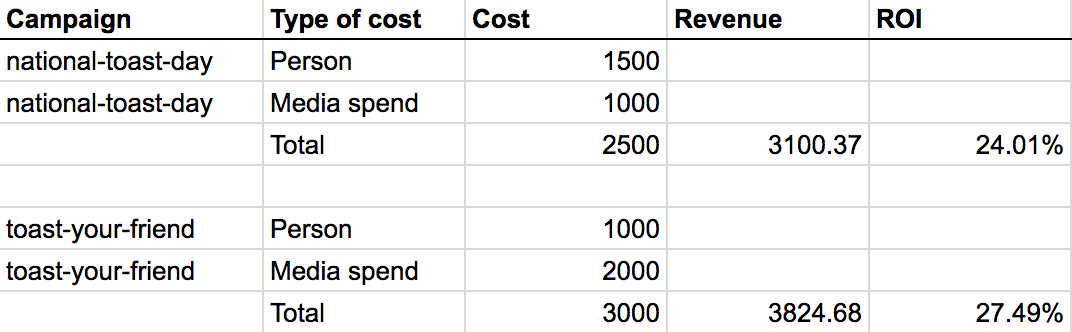 Campaign Type of cost Cost Revenue ROI
national-toast-day Person 1500
national-toast-day Media spend 1000
Total 2500 3100.37 24.01%
toast-your-friend Person 1000
toast-your-friend Media spend 2000
Total 3000 3824.68 27.49%